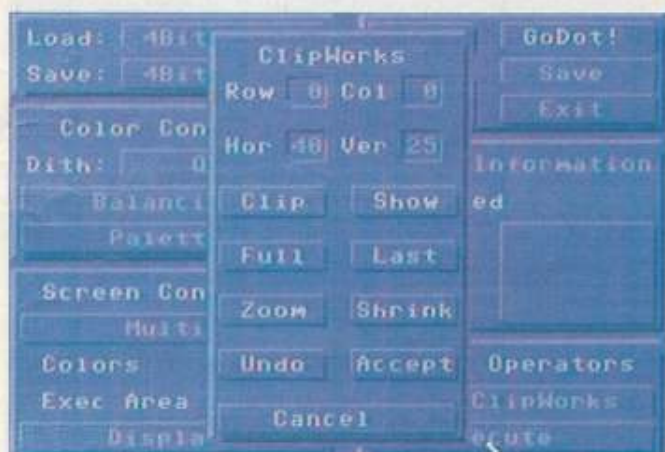 Load: 4Bit
Save: 4Bit
Color Con
Dith: O
Balanci
Palett
Screen Con
Multi
Colors
Exec Area
Displa
ClipWorks
Row 0 Col 0
Hor 40 Ver 25
Clip Show
Full Last
Zoom Shrink
Undo Accept
Cancel
GoDot!
Save
Exit
Information
ed
Operators
ClipWorks
ecute